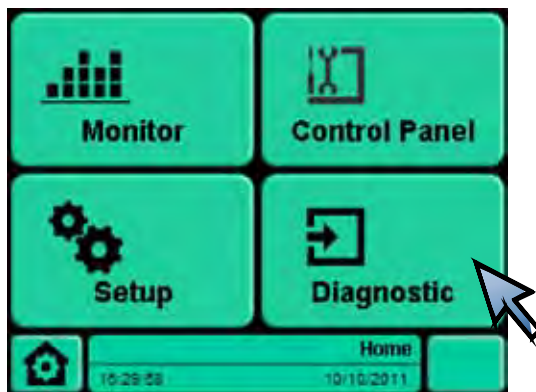 Monitor
Control Panel
Setup
Diagnostic
Home
16:29:58
10/10/2011